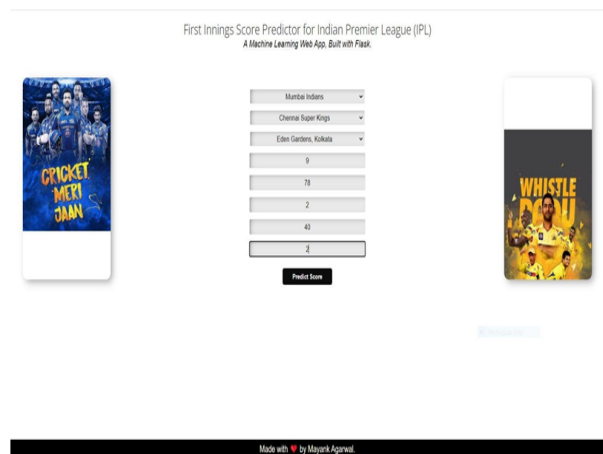 First Innings Score Predictor for Indian Premier League (IPL)
A Machine Learning Web App, Built with Flask.
Mumbai Indians
Chennai Super Kings
Eden Gardens, Kolkata
9
78
2
40
2
Predict Score
CRICKET
MERI
JAAN
WHISTLE
PODU
Made with ❤ by Mayank Agarwal.